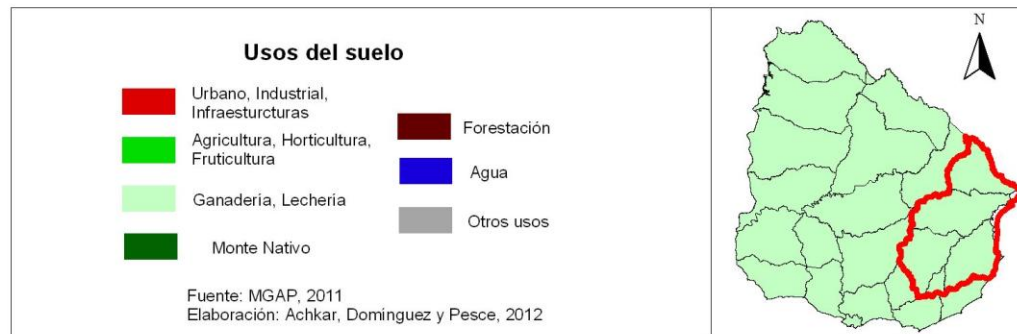 Usos del suelo
Urbano, Industrial,
Infraesturcturas
Agricultura, Horticultura,
Fruticultura
Ganadería, Lechería
Monte Nativo
Forestación
Agua
Otros usos
Fuente: MGAP, 2011
Elaboración: Achkar, Dominguez y Pesce, 2012
N